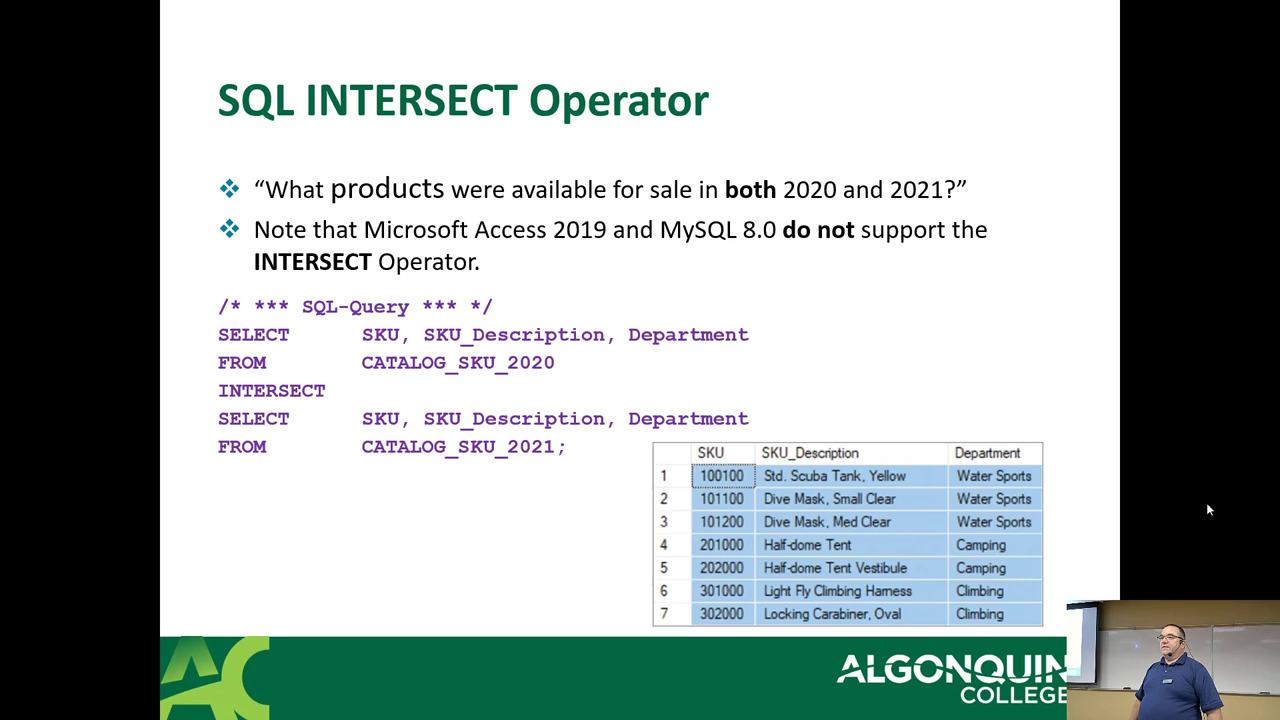 SQL INTERSECT Operator
“What products were available for sale in both 2020 and 2021?”
Note that Microsoft Access 2019 and MySQL 8.0 do not support the
INTERSECT Operator.
/* *** SQL-Query *** */
SELECT SKU, SKU_Description, Department
FROM CATALOG_SKU_2020
INTERSECT
SELECT SKU, SKU_Description, Department
FROM CATALOG_SKU_2021;
SKU SKU_Description Department
1 100100 Std. Scuba Tank, Yellow Water Sports
2 101100 Dive Mask, Small Clear Water Sports
3 101200 Dive Mask, Med Clear Water Sports
4 201000 Half-dome Tent Camping
5 202000 Half-dome Tent Vestibule Camping
6 301000 Light Fly Climbing Harness Climbing
7 302000 Locking Carabiner, Oval Climbing
AC
ALGONQUIN
COLLEGE